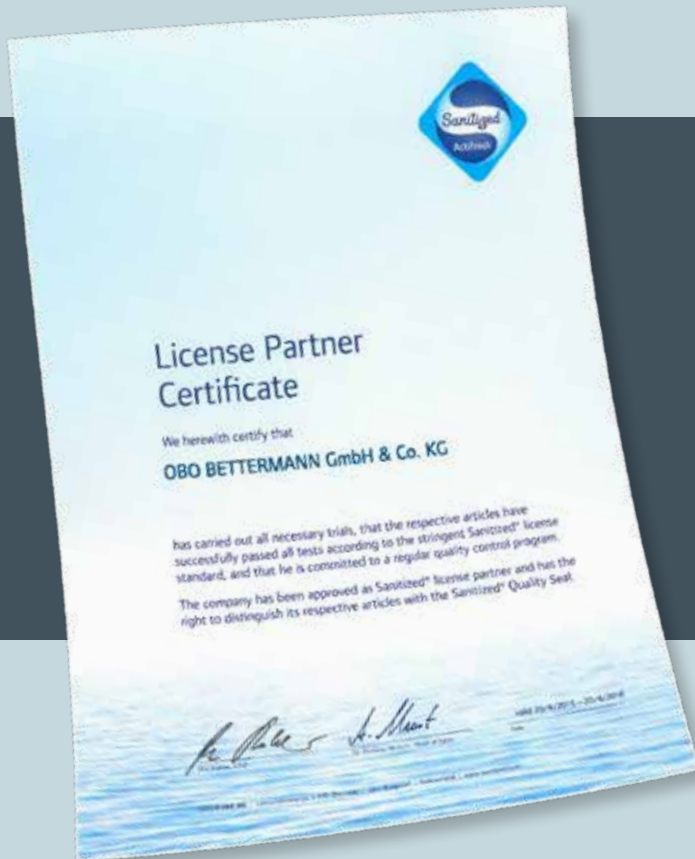 Sanitized
License Partner
Certificate
We herewith certify that
OBO BETTERMANN GmbH & Co. KG
has carried out all necessary trials, that the respective articles have
successfully passed all tests according to the stringent Sanitized® license
standard, and that he is committed to a regular quality control program.
The company has been approved as Sanitized® license partner and has the
right to distinguish its respective articles with the Sanitized® Quality Seal.